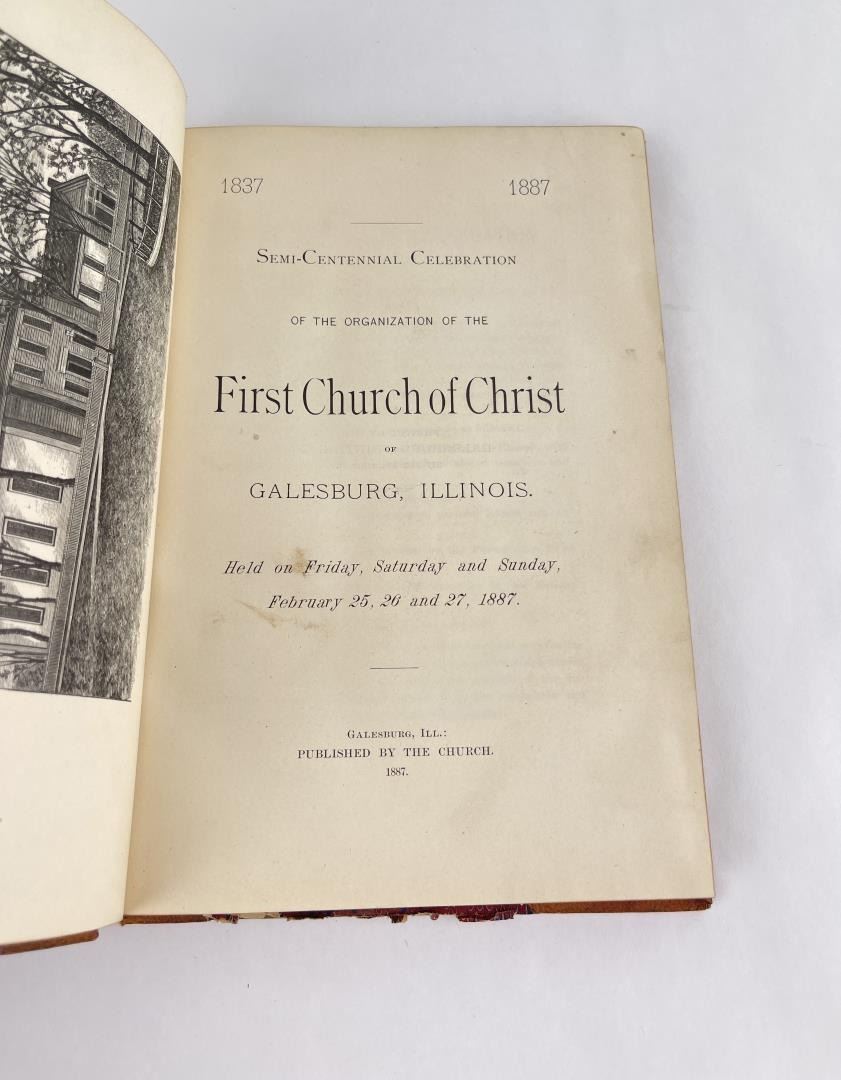 1837 1887
Semi-Centennial Celebration
OF THE ORGANIZATION OF THE
First Church of Christ
OF
GALESBURG, ILLINOIS.
Held on Friday, Saturday and Sunday,
February 25, 26 and 27, 1887.
Galesburg, Ill.:
PUBLISHED BY THE CHURCH.
1887.